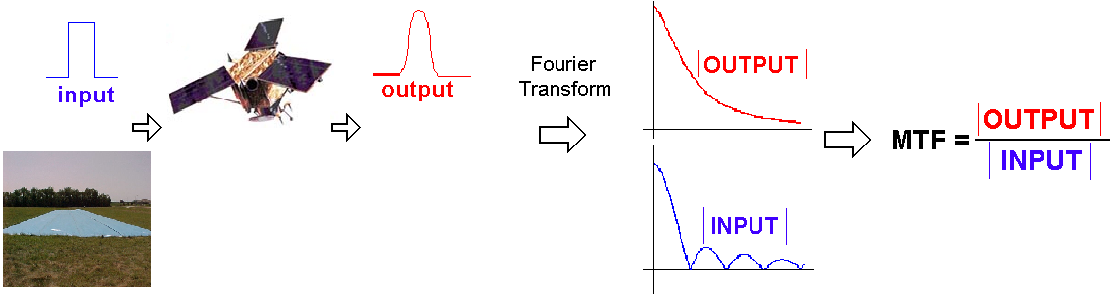 input
output
Fourier
Transform
|OUTPUT|
|INPUT|
MTF = |OUTPUT|
|INPUT|